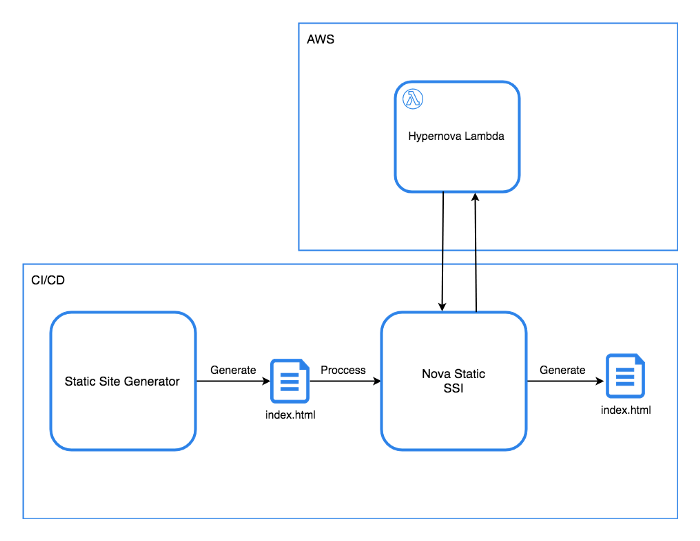 AWS
Hypernova Lambda
CI/CD
Static Site Generator
Generate
index.html
Proccess
Nova Static
SSI
Generate
index.html